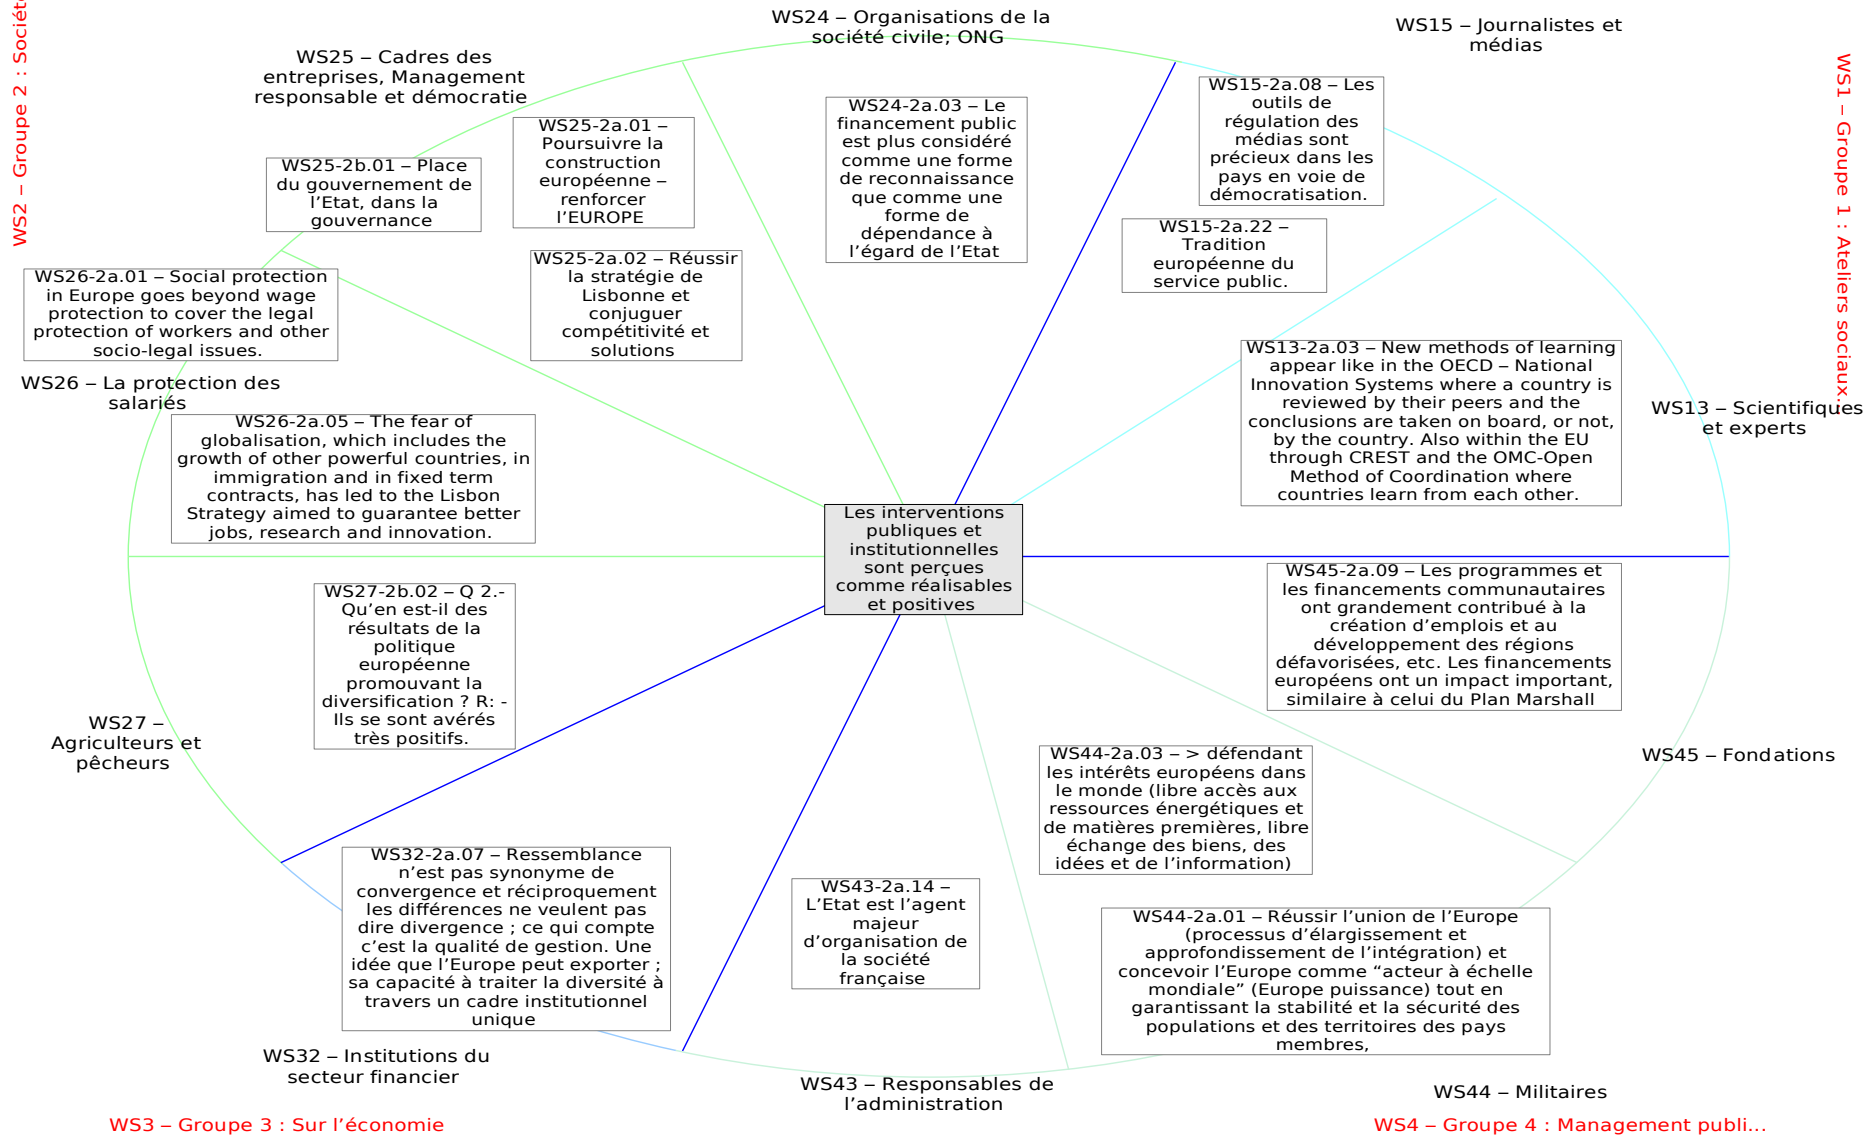 WS2 – Groupe 2 : Société
WS25 – Cadres des
entreprises, Management
responsable et démocratie
WS24 – Organisations de la
société civile; ONG
WS15 – Journalistes et
médias
WS1 – Groupe 1 : Ateliers sociaux...
WS25-2b.01 – Place
du gouvernement de
l’Etat, dans la
gouvernance
WS25-2a.01 –
Poursuivre la
construction
européenne –
renforcer
l’EUROPE
WS25-2a.02 – Réussir
la stratégie de
Lisbonne et
conjuguer
compétitivité et
solutions
WS24-2a.03 – Le
financement public
est plus considéré
comme une forme
de reconnaissance
que comme une
forme de
dépendance à
l’égard de l’Etat
WS15-2a.08 – Les
outils de
régulation des
médias sont
précieux dans les
pays en voie de
démocratisation.
WS15-2a.22 –
Tradition
européenne du
service public.
WS26-2a.01 – Social protection
in Europe goes beyond wage
protection to cover the legal
protection of workers and other
socio-legal issues.
WS26 – La protection des
salariés
WS26-2a.05 – The fear of
globalisation, which includes the
growth of other powerful countries, in
immigration and in fixed term
contracts, has led to the Lisbon
Strategy aimed to guarantee better
jobs, research and innovation.
WS13-2a.03 – New methods of learning
appear like in the OECD – National
Innovation Systems where a country is
reviewed by their peers and the
conclusions are taken on board, or not,
by the country. Also within the EU
through CREST and the OMC-Open
Method of Coordination where
countries learn from each other.
WS13 – Scientifiques
et experts
Les interventions
publiques et
institutionnelles
sont perçues
comme réalisables
et positives
WS27-2b.02 – Q 2.-
Qu’en est-il des
résultats de la
politique
européenne
promouvant la
diversification ? R: -
Ils se sont avérés
très positifs.
WS27 –
Agriculteurs et
pêcheurs
WS45-2a.09 – Les programmes et
les financements communautaires
ont grandement contribué à la
création d’emplois et au
développement des régions
défavorisées, etc. Les financements
européens ont un impact important,
similaire à celui du Plan Marshall
WS45 – Fondations
WS44-2a.03 – > défendant
les intérêts européens dans
le monde (libre accès aux
ressources énergétiques et
de matières premières, libre
échange des biens, des
idées et de l’information)
WS32-2a.07 – Ressemblance
n’est pas synonyme de
convergence et réciproquement
les différences ne veulent pas
dire divergence ; ce qui compte
c’est la qualité de gestion. Une
idée que l’Europe peut exporter ;
sa capacité à traiter la diversité à
travers un cadre institutionnel
unique
WS43-2a.14 –
L’Etat est l’agent
majeur
d’organisation de
la société
française
WS44-2a.01 – Réussir l’union de l’Europe
(processus d’élargissement et
approfondissement de l’intégration) et
concevoir l’Europe comme “acteur à échelle
mondiale” (Europe puissance) tout en
garantissant la stabilité et la sécurité des
populations et des territoires des pays
membres,
WS32 – Institutions du
secteur financier
WS43 – Responsables de
l’administration
WS44 – Militaires
WS3 – Groupe 3 : Sur l’économie
WS4 – Groupe 4 : Management publi...